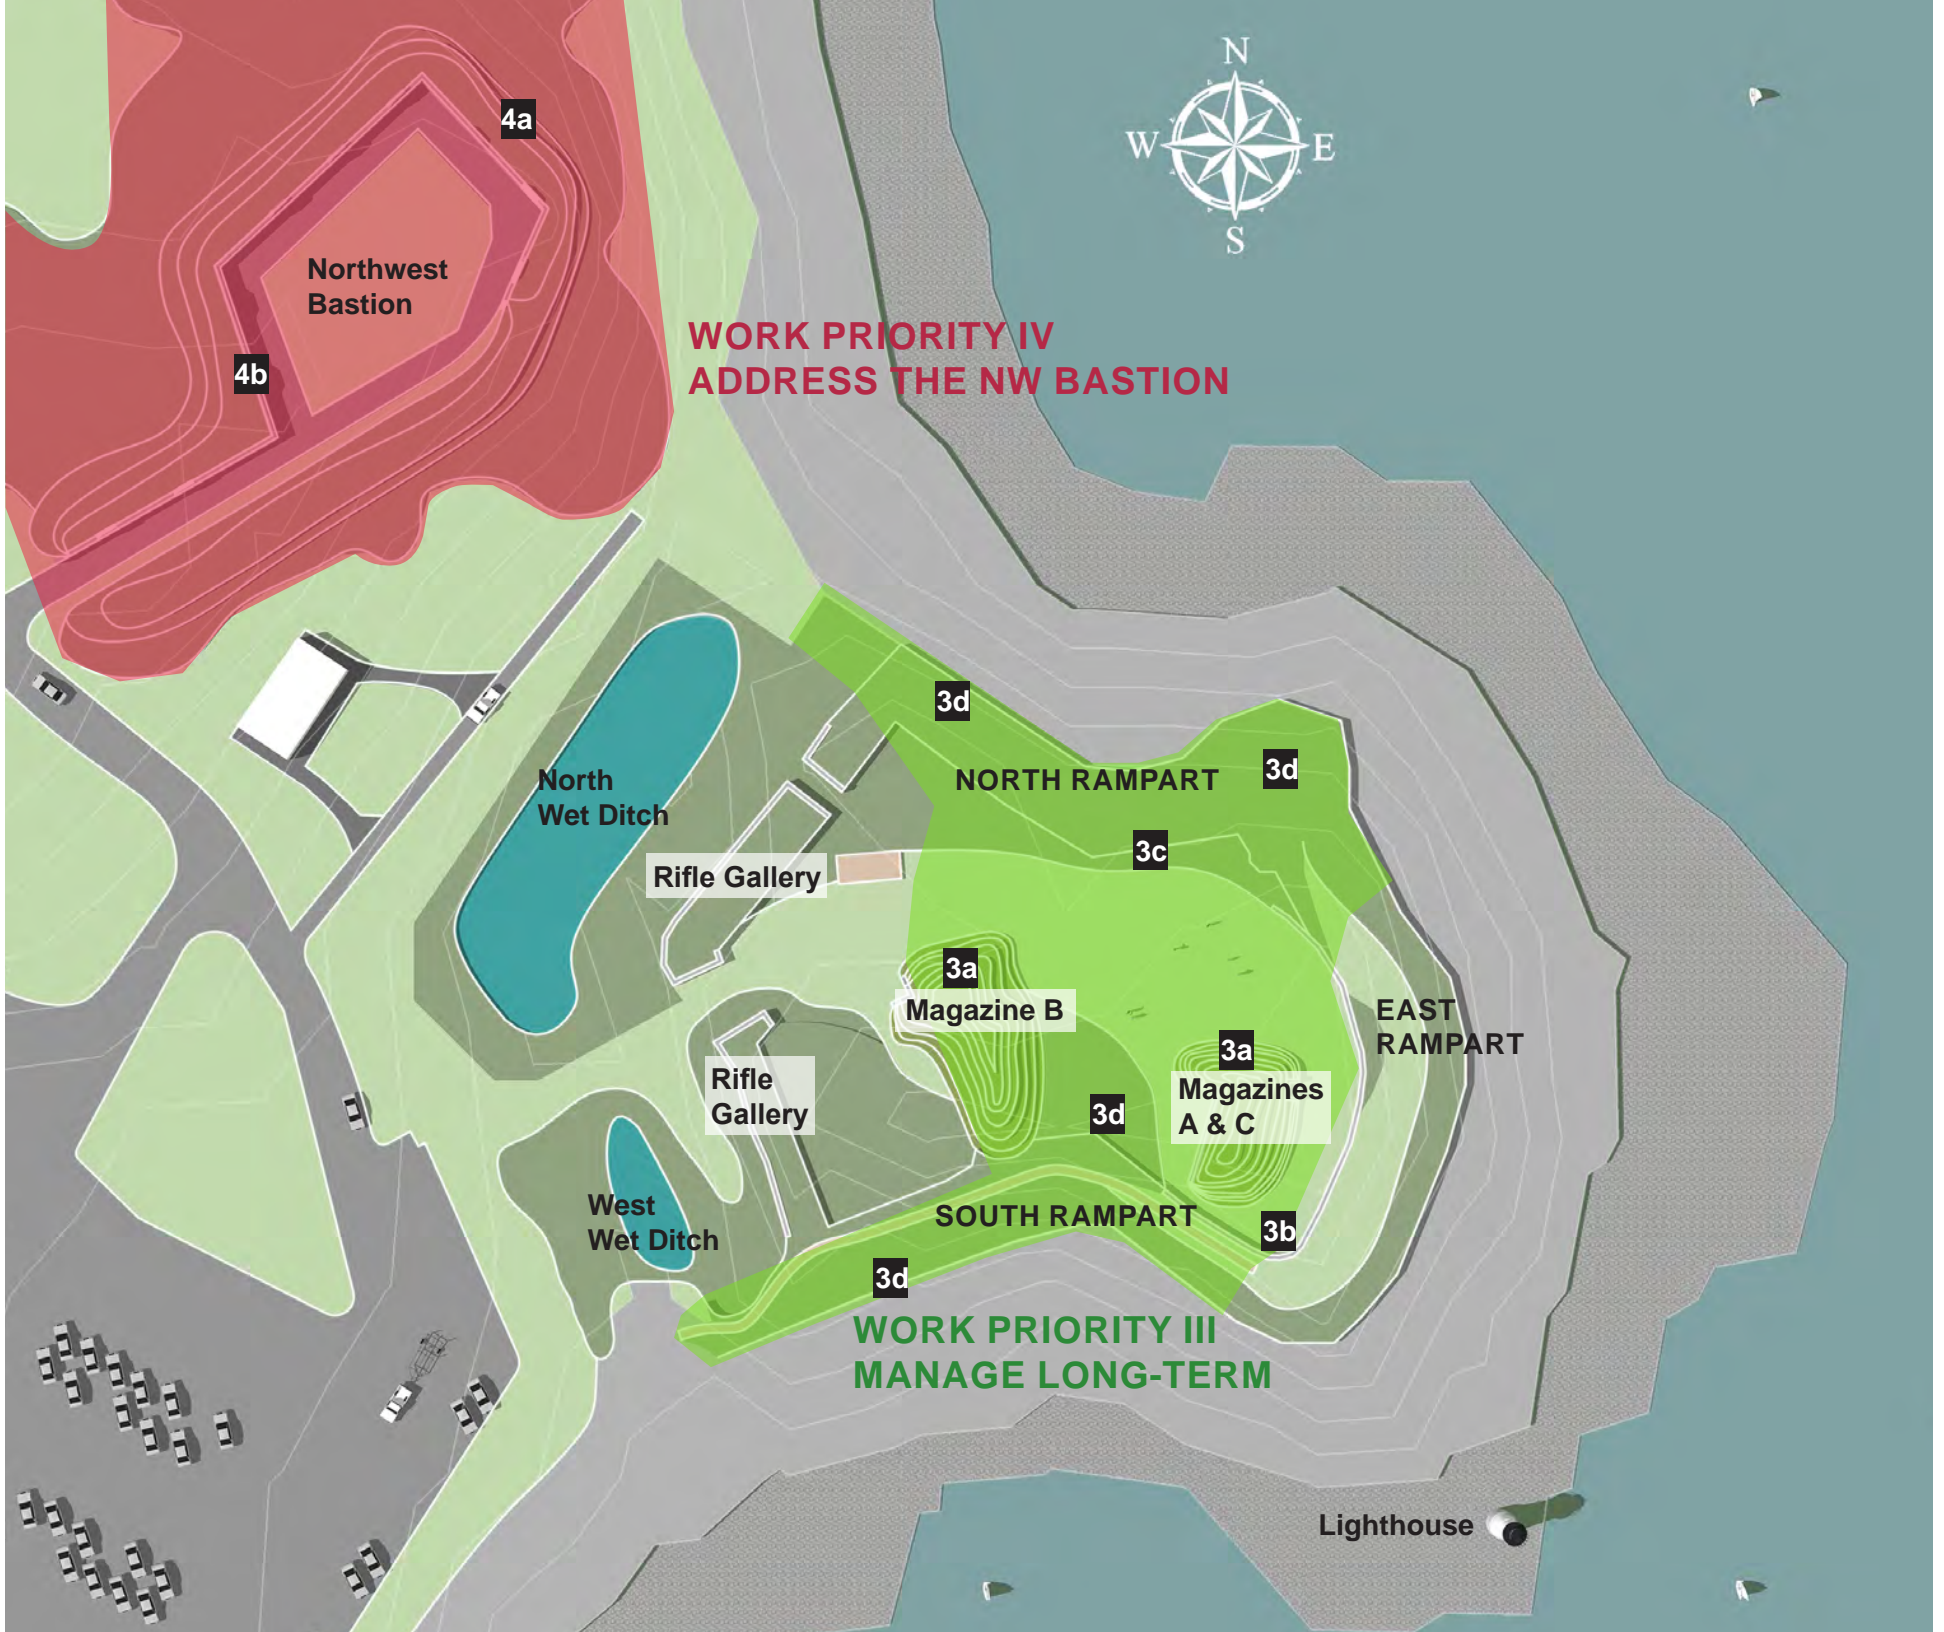 N
W
E
S
4a
Northwest
Bastion
4b
WORK PRIORITY IV
ADDRESS THE NW BASTION
3d
NORTH RAMPART
3d
North
Wet Ditch
3c
Rifle Gallery
3a
Magazine B
EAST
RAMPART
3a
Magazines
A & C
Rifle
Gallery
3d
West
Wet Ditch
SOUTH RAMPART
3b
3d
WORK PRIORITY III
MANAGE LONG-TERM
Lighthouse